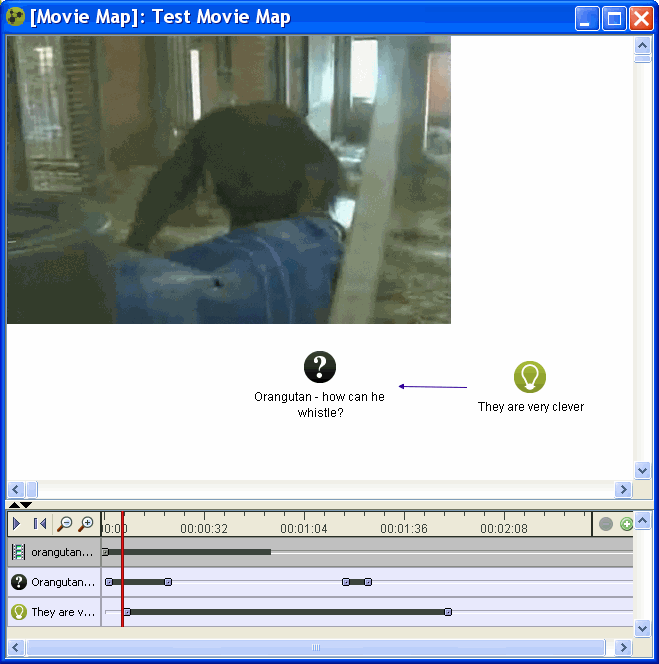 [Movie Map]: Test Movie Map
?
Orangutan - how can he
whistle?
They are very clever
00:00 00:00:32 00:01:04 00:01:36 00:02:08
orangutan...
? Orangutan...
They are v...